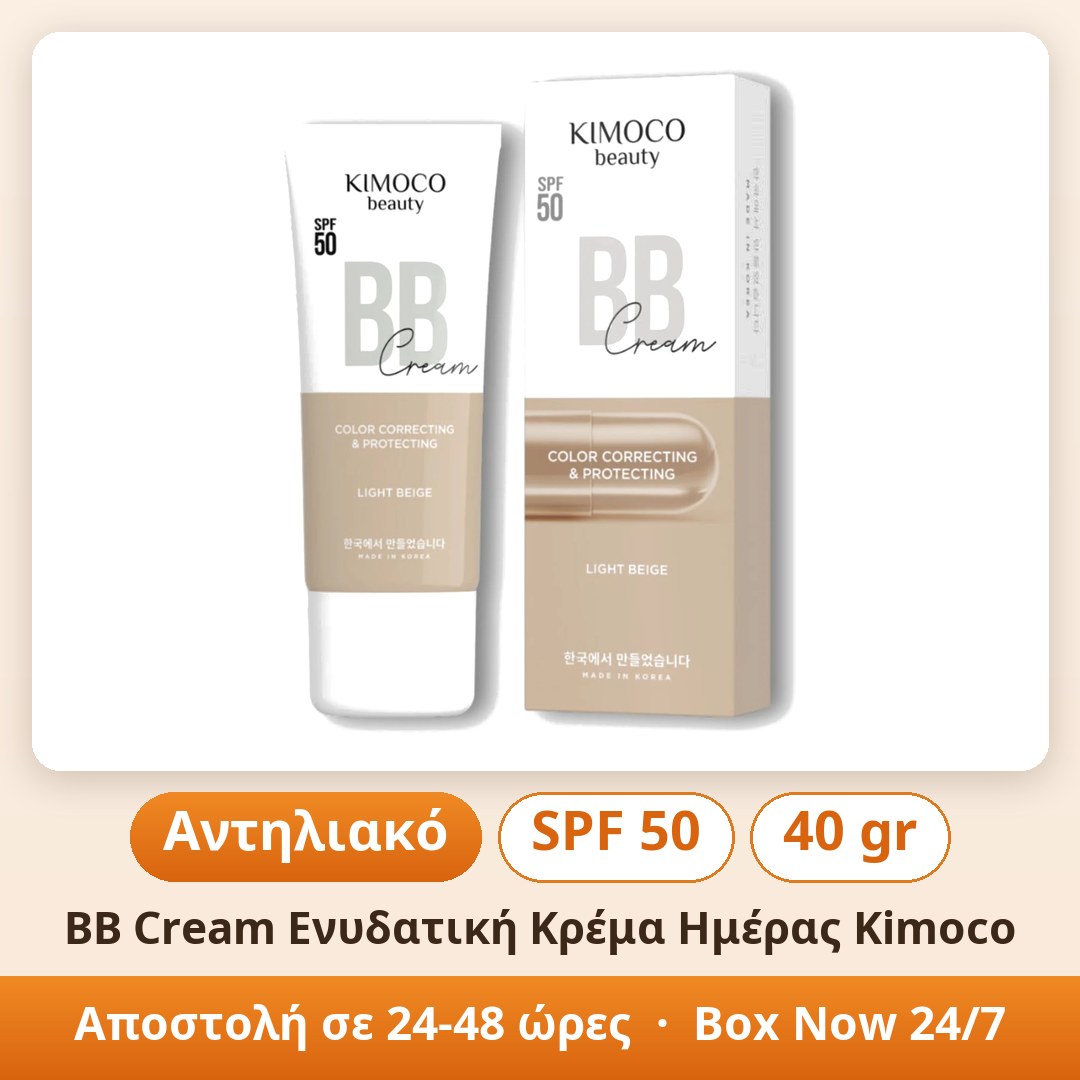 KIMOCO
beauty
SPF
50
BB
Cream
COLOR CORRECTING
& PROTECTING
LIGHT BEIGE
한국에서 만들었습니다
MADE IN KOREA
KIMOCO
beauty
SPF
50
BB
Cream
COLOR CORRECTING
& PROTECTING
LIGHT BEIGE
한국에서 만들었습니다
MADE IN KOREA
MADE IN KOREA
Αντηλιακό
SPF 50
40 gr
BB Cream Ενυδατική Κρέμα Ημέρας Kimoco
Αποστολή σε 24-48 ώρες · Box Now 24/7